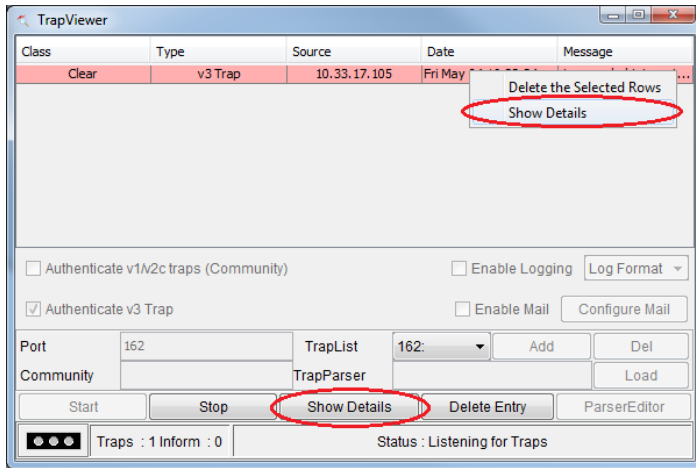 TrapViewer
Class Type Source Date Message
Clear v3 Trap 10.33.17.105 Fri May
Delete the Selected Rows
Show Details
Authenticate v1/v2c traps (Community) Enable Logging Log Format
Authenticate v3 Trap Enable Mail Configure Mail
Port 162 TrapList 162: Add Del
Community TrapParser Load
Start Stop Show Details Delete Entry ParserEditor
Traps : 1 Inform : 0 Status : Listening for Traps